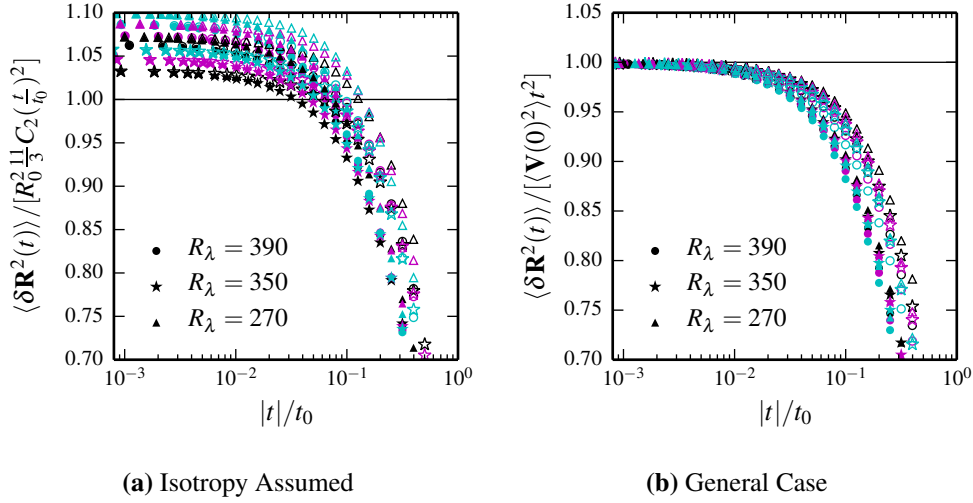 ⟨δR²(t)⟩/[R₀² 11/3 C₂(t/t₀)²]
1.10
1.05
1.00
0.95
0.90
0.85
0.80
0.75
0.70
R_λ = 390
R_λ = 350
R_λ = 270
10⁻³ 10⁻² 10⁻¹ 10⁰
|t|/t₀
(a) Isotropy Assumed
⟨δR²(t)⟩/[⟨V(0)²⟩t²]
1.05
1.00
0.95
0.90
0.85
0.80
0.75
0.70
R_λ = 390
R_λ = 350
R_λ = 270
10⁻³ 10⁻² 10⁻¹ 10⁰
|t|/t₀
(b) General Case